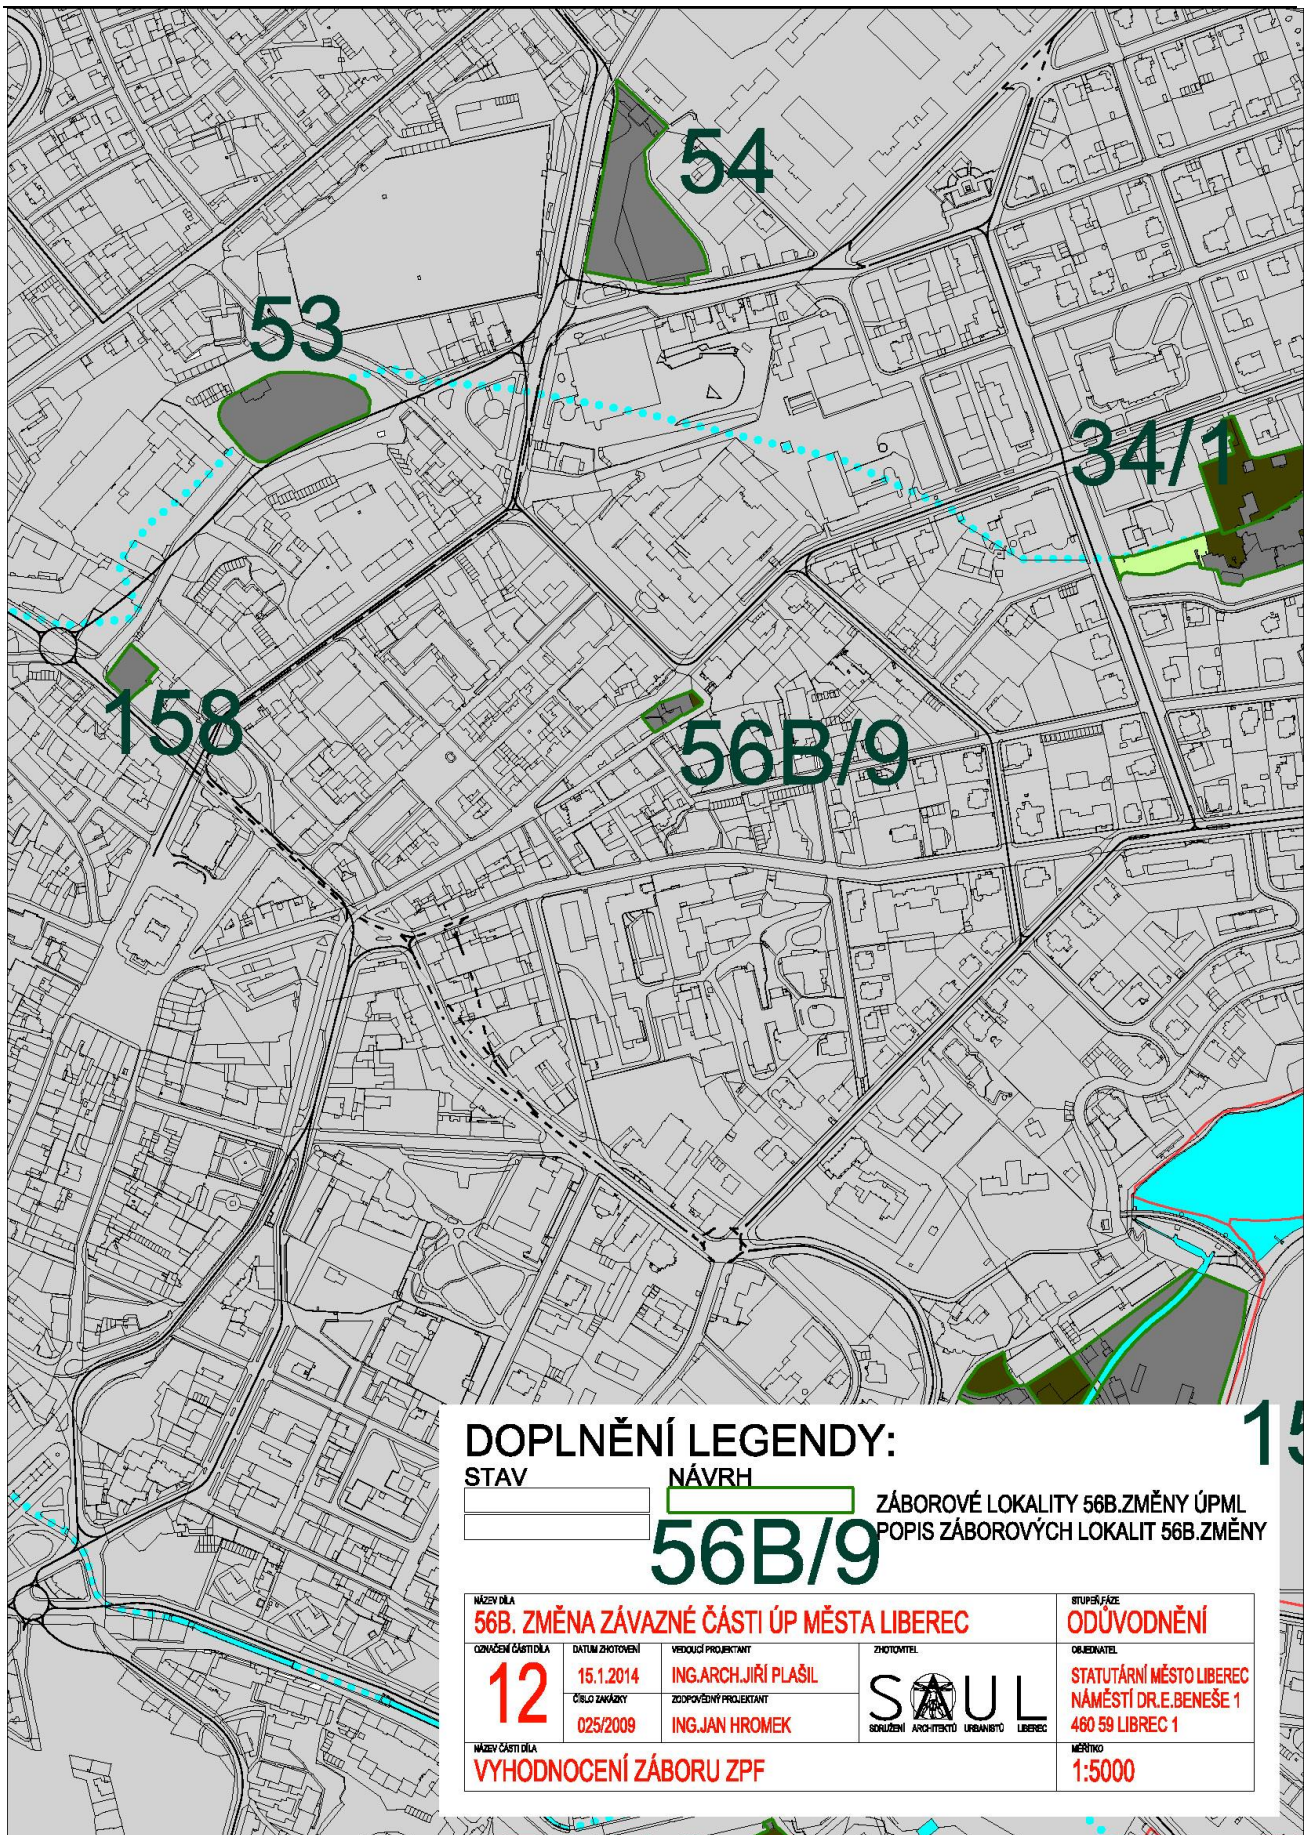 54
53
34/1
158
56B/9
15
DOPLNĚNÍ LEGENDY:
STAV
NÁVRH
ZÁBOROVÉ LOKALITY 56B.ZMĚNY ÚPML
56B/9
POPIS ZÁBOROVÝCH LOKALIT 56B.ZMĚNY
NÁZEV DÍLA
56B. ZMĚNA ZÁVAZNÉ ČÁSTI ÚP MĚSTA LIBEREC
STUPEŇ,FÁZE
ODŮVODNĚNÍ
OZNAČENÍ ČÁSTI DÍLA
12
DATUM ZHOTOVENÍ
15.1.2014
VEDOUCÍ PROJEKTANT
ING.ARCH.JIŘÍ PLAŠIL
ČÍSLO ZAKÁZKY
025/2009
ZODPOVĚDNÝ PROJEKTANT
ING.JAN HROMEK
ZHOTOVITEL
SAUL
SDRUŽENÍ ARCHITEKTŮ URBANISTŮ LIBEREC
OBJEDNATEL
STATUTÁRNÍ MĚSTO LIBEREC
NÁMĚSTÍ DR.E.BENEŠE 1
460 59 LIBREC 1
NÁZEV ČÁSTI DÍLA
VYHODNOCENÍ ZÁBORU ZPF
MĚŘÍTKO
1:5000